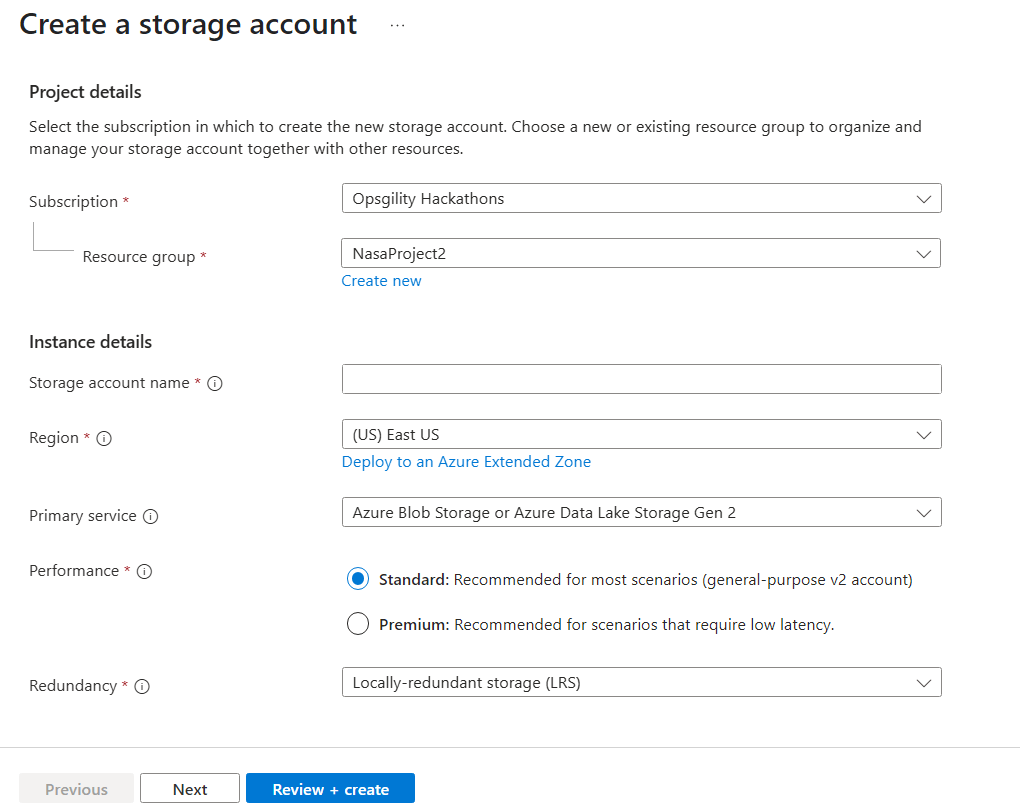 Create a storage account ...
Project details
Select the subscription in which to create the new storage account. Choose a new or existing resource group to organize and
manage your storage account together with other resources.
Subscription * Opsgility Hackathons
Resource group * NasaProject2
Create new
Instance details
Storage account name *
Region * (US) East US
Deploy to an Azure Extended Zone
Primary service Azure Blob Storage or Azure Data Lake Storage Gen 2
Performance * Standard: Recommended for most scenarios (general-purpose v2 account)
Premium: Recommended for scenarios that require low latency.
Redundancy * Locally-redundant storage (LRS)
Previous Next Review + create